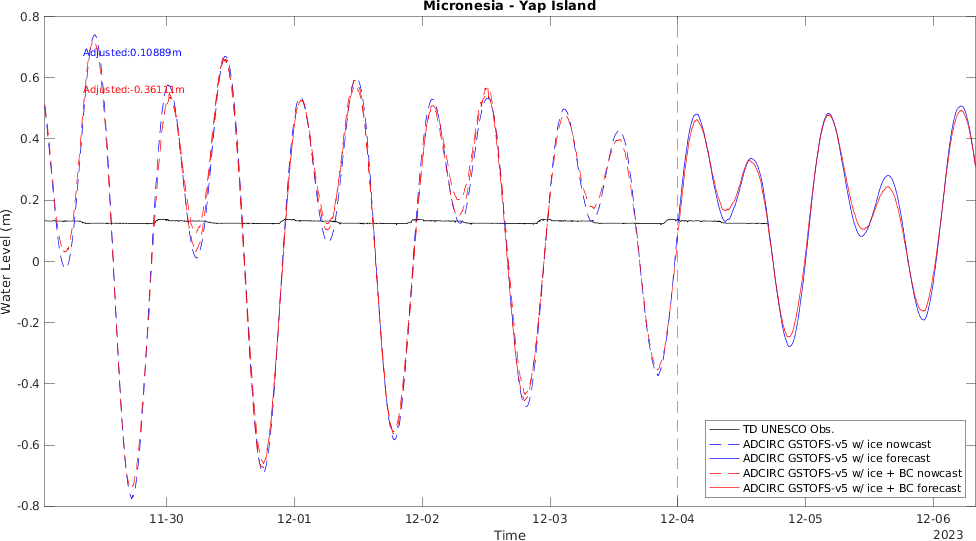 Micronesia - Yap Island
0.8
0.6
0.4
0.2
0
-0.2
-0.4
-0.6
-0.8
Water Level (m)
Adjusted:0.10889m
Adjusted:-0.36111m
11-30
12-01
12-02
12-03
12-04
12-05
12-06
Time
2023
TD UNESCO Obs.
ADCIRC GSTOFS-v5 w/ ice nowcast
ADCIRC GSTOFS-v5 w/ ice forecast
ADCIRC GSTOFS-v5 w/ ice + BC nowcast
ADCIRC GSTOFS-v5 w/ ice + BC forecast